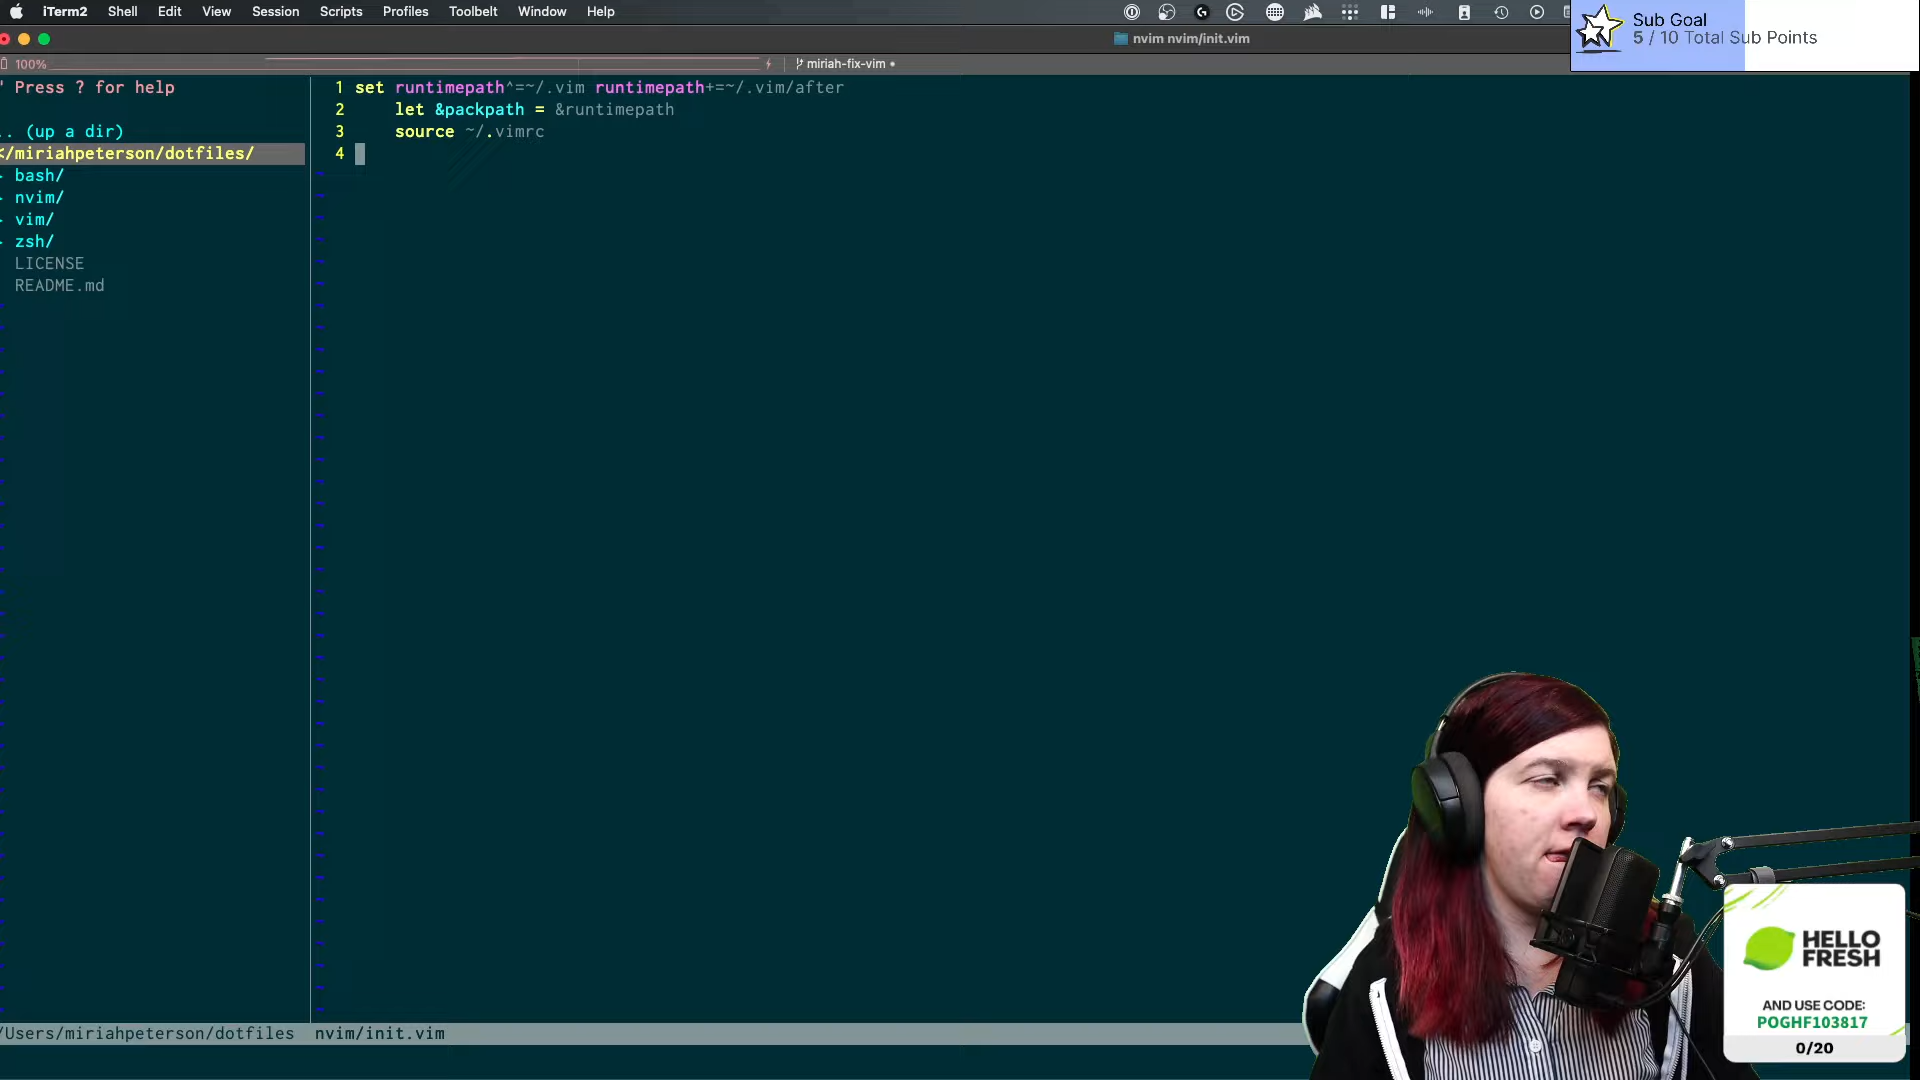 iTerm2 Shell Edit View Session Scripts Profiles Toolbelt Window Help
Sub Goal
5 / 10 Total Sub Points
nvim nvim/init.vim
100%
miriah-fix-vim •
" Press ? for help
.. (up a dir)
</miriahpeterson/dotfiles/
bash/
nvim/
vim/
zsh/
LICENSE
README.md
1 set runtimepath^=~/.vim runtimepath+=~/.vim/after
2 let &packpath = &runtimepath
3 source ~/.vimrc
4
/Users/miriahpeterson/dotfiles nvim/init.vim
HELLO
FRESH
AND USE CODE:
POGHF103817
0/20